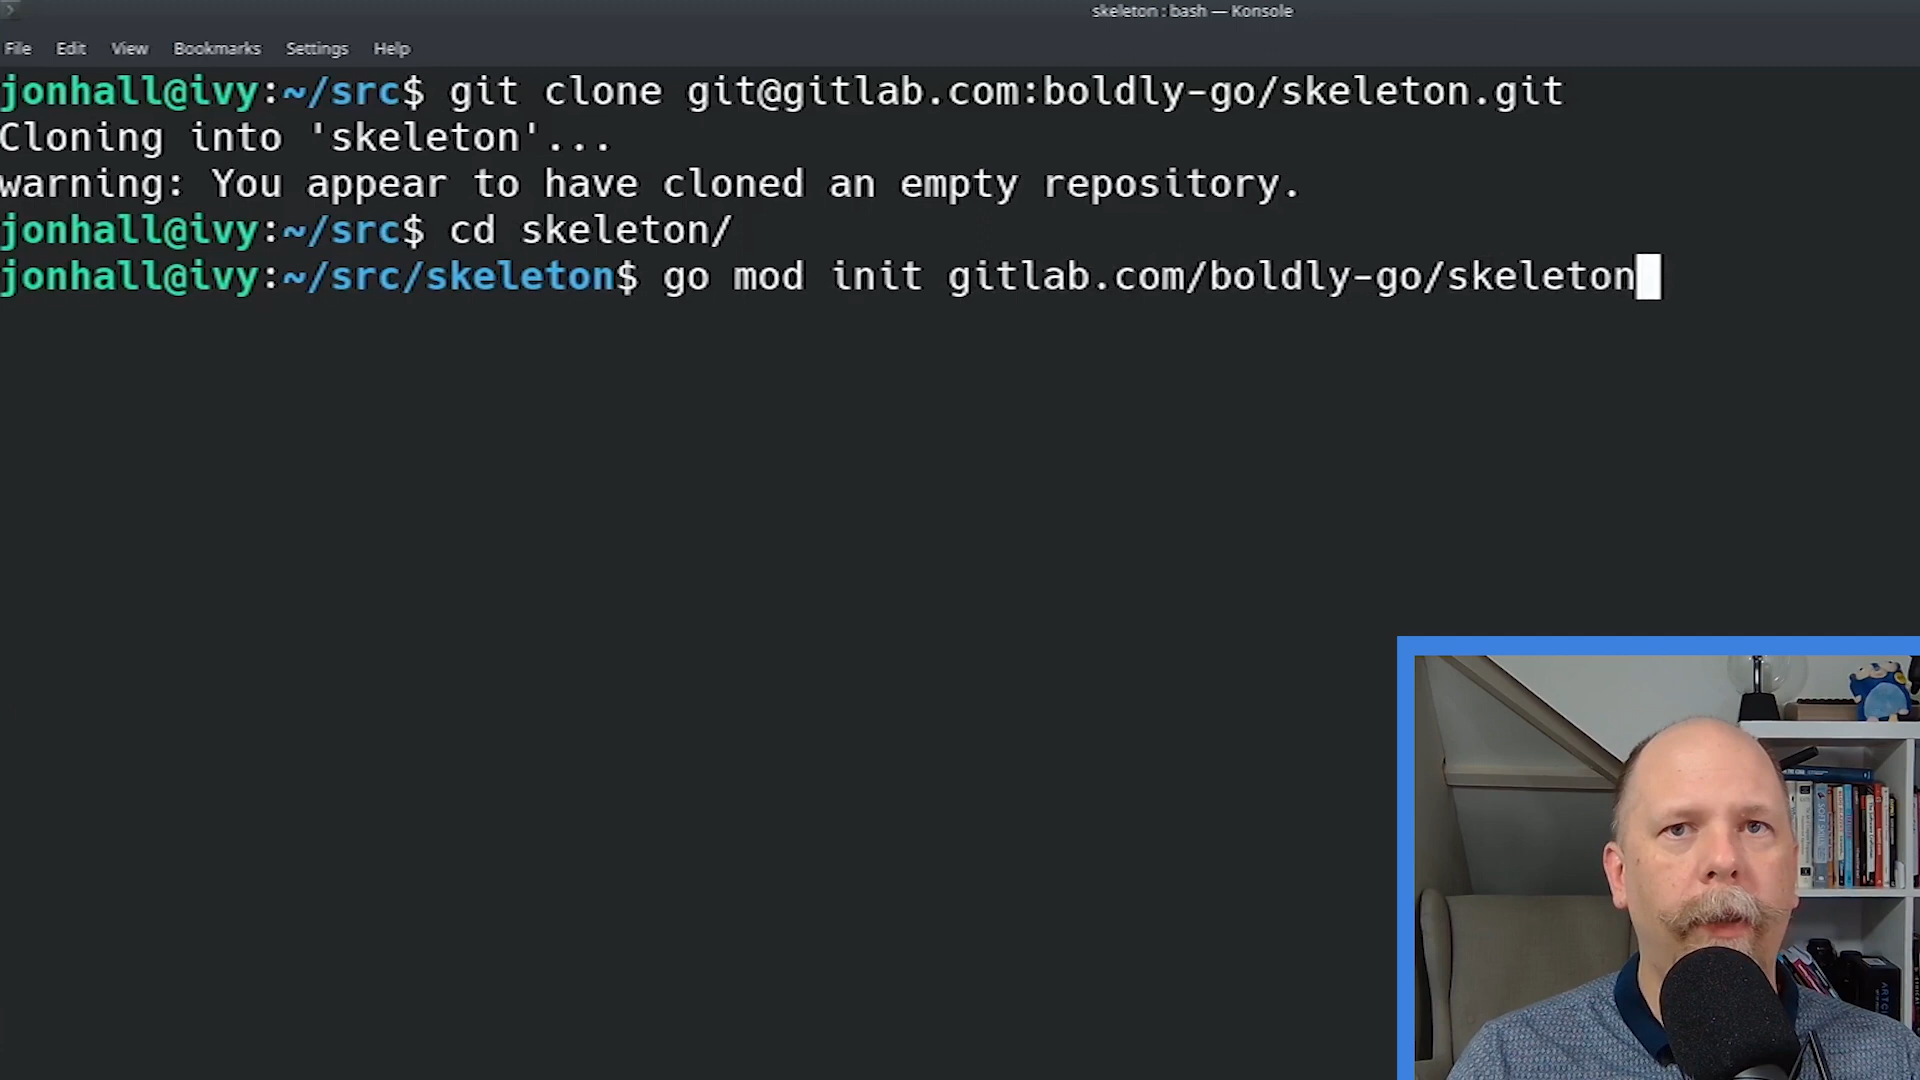 skeleton : bash — Konsole
File Edit View Bookmarks Settings Help
jonhall@ivy:~/src$ git clone git@gitlab.com:boldly-go/skeleton.git
Cloning into 'skeleton'...
warning: You appear to have cloned an empty repository.
jonhall@ivy:~/src$ cd skeleton/
jonhall@ivy:~/src/skeleton$ go mod init gitlab.com/boldly-go/skeleton